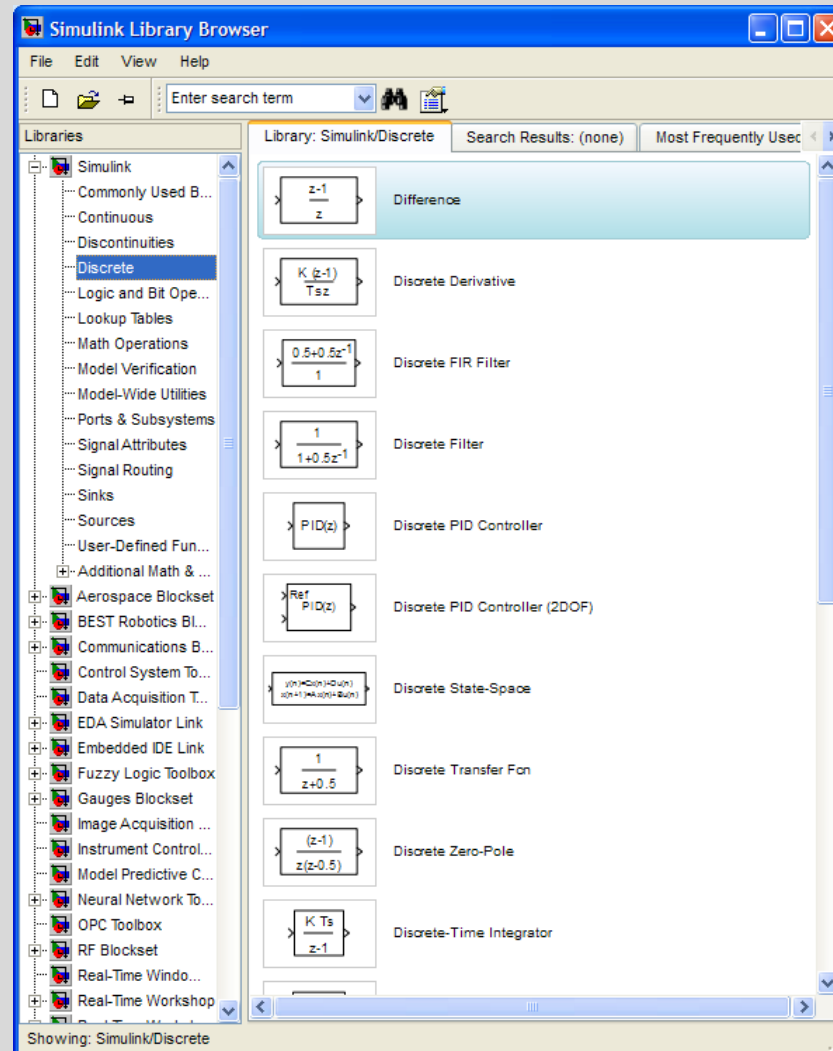 Simulink Library Browser
File Edit View Help
Enter search term
Libraries
Library: Simulink/Discrete
Search Results: (none)
Most Frequently Used
Simulink
Commonly Used B...
Continuous
Discontinuities
Discrete
Logic and Bit Ope...
Lookup Tables
Math Operations
Model Verification
Model-Wide Utilities
Ports & Subsystems
Signal Attributes
Signal Routing
Sinks
Sources
User-Defined Fun...
Additional Math & ...
Aerospace Blockset
BEST Robotics Bl...
Communications B...
Control System To...
Data Acquisition T...
EDA Simulator Link
Embedded IDE Link
Fuzzy Logic Toolbox
Gauges Blockset
Image Acquisition ...
Instrument Control...
Model Predictive C...
Neural Network To...
OPC Toolbox
RF Blockset
Real-Time Windo...
Real-Time Workshop
z-1
z
Difference
K (z-1)
Tsz
Discrete Derivative
0.5+0.5z-1
1
Discrete FIR Filter
1
1+0.5z-1
Discrete Filter
PID(z)
Discrete PID Controller
Ref
PID(z)
Discrete PID Controller (2DOF)
y(n)=Cx(n)+Du(n)
x(n+1)=Ax(n)+Bu(n)
Discrete State-Space
1
z+0.5
Discrete Transfer Fcn
(z-1)
z(z-0.5)
Discrete Zero-Pole
K Ts
z-1
Discrete-Time Integrator
Showing: Simulink/Discrete